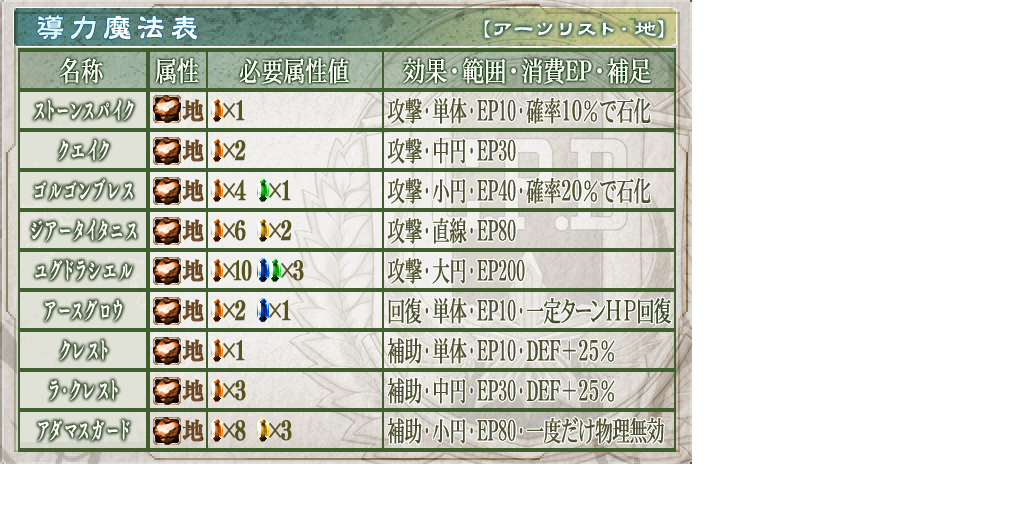 導力魔法表 【アーツリスト・地】
名称 属性 必要属性値 効果・範囲・消費EP・補足
ストーンスパイク 地 ×1 攻撃・単体・EP10・確率10%で石化
クエイク 地 ×2 攻撃・中円・EP30
ゴルゴンブレス 地 ×4 ×1 攻撃・小円・EP40・確率20%で石化
ジアータイタニス 地 ×6 ×2 攻撃・直線・EP80
ユグドラシエル 地 ×10 ×3 攻撃・大円・EP200
アースグロウ 地 ×2 ×1 回復・単体・EP10・一定ターンHP回復
クレスト 地 ×1 補助・単体・EP10・DEF+25%
ラ・クレスト 地 ×3 補助・中円・EP30・DEF+25%
アダマスガード 地 ×8 ×3 補助・小円・EP80・一度だけ物理無効